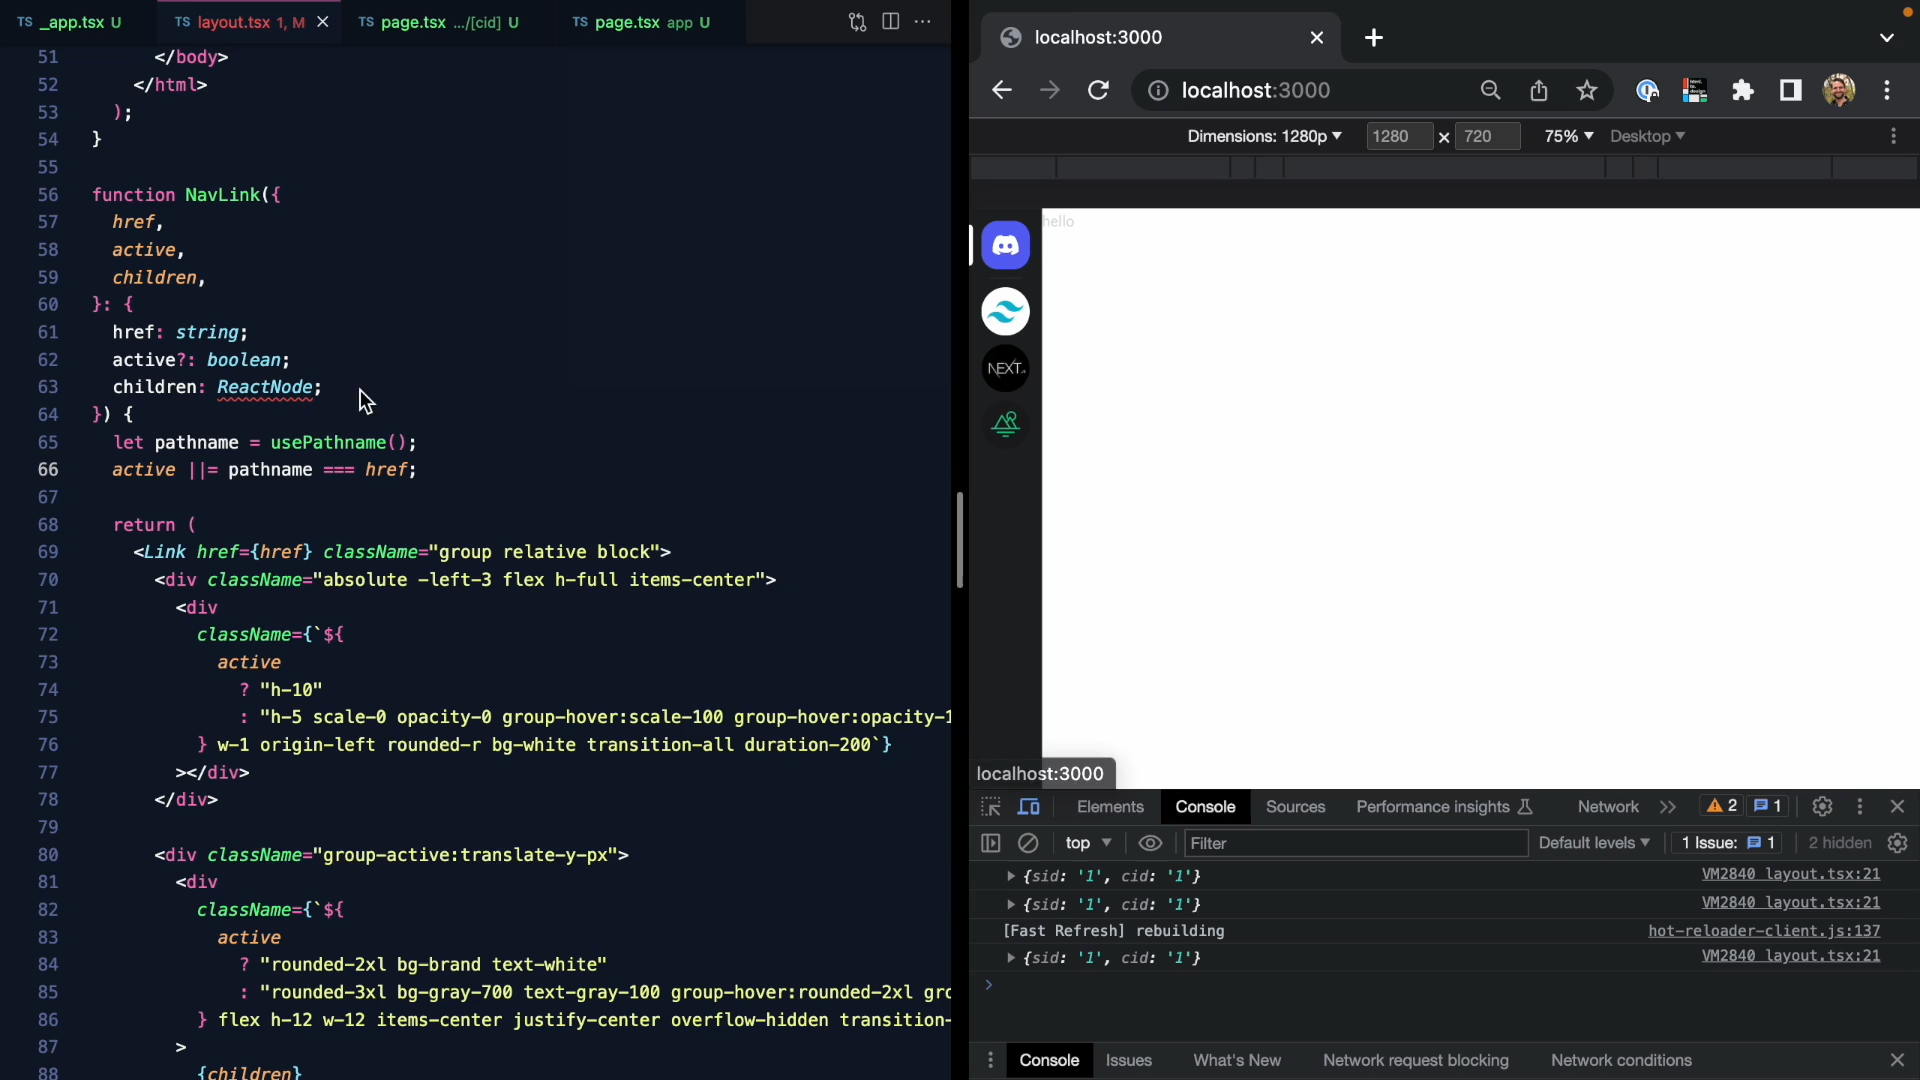 TS _app.tsx U
TS layout.tsx 1, M
TS page.tsx .../[cid] U
TS page.tsx app U
51 </body>
52 </html>
53 );
54 }
55
56 function NavLink({
57 href,
58 active,
59 children,
60 }: {
61 href: string;
62 active?: boolean;
63 children: ReactNode;
64 }) {
65 let pathname = usePathname();
66 active ||= pathname === href;
67
68 return (
69 <Link href={href} className="group relative block">
70 <div className="absolute -left-3 flex h-full items-center">
71 <div
72 className={`${
73 active
74 ? "h-10"
75 : "h-5 scale-0 opacity-0 group-hover:scale-100 group-hover:opacity-1
76 } w-1 origin-left rounded-r bg-white transition-all duration-200`}
77 ></div>
78 </div>
79
80 <div className="group-active:translate-y-px">
81 <div
82 className={`${
83 active
84 ? "rounded-2xl bg-brand text-white"
85 : "rounded-3xl bg-gray-700 text-gray-100 group-hover:rounded-2xl gro
86 } flex h-12 w-12 items-center justify-center overflow-hidden transition-
87 >
88 {children}
localhost:3000
localhost:3000
Dimensions: 1280p 1280 × 720 75% Desktop
hello
NEXT
localhost:3000
Elements Console Sources Performance insights Network 2 1
top Filter Default levels 1 Issue: 1 2 hidden
{sid: '1', cid: '1'} VM2840 layout.tsx:21
{sid: '1', cid: '1'} VM2840 layout.tsx:21
[Fast Refresh] rebuilding hot-reloader-client.js:137
{sid: '1', cid: '1'} VM2840 layout.tsx:21
Console Issues What's New Network request blocking Network conditions